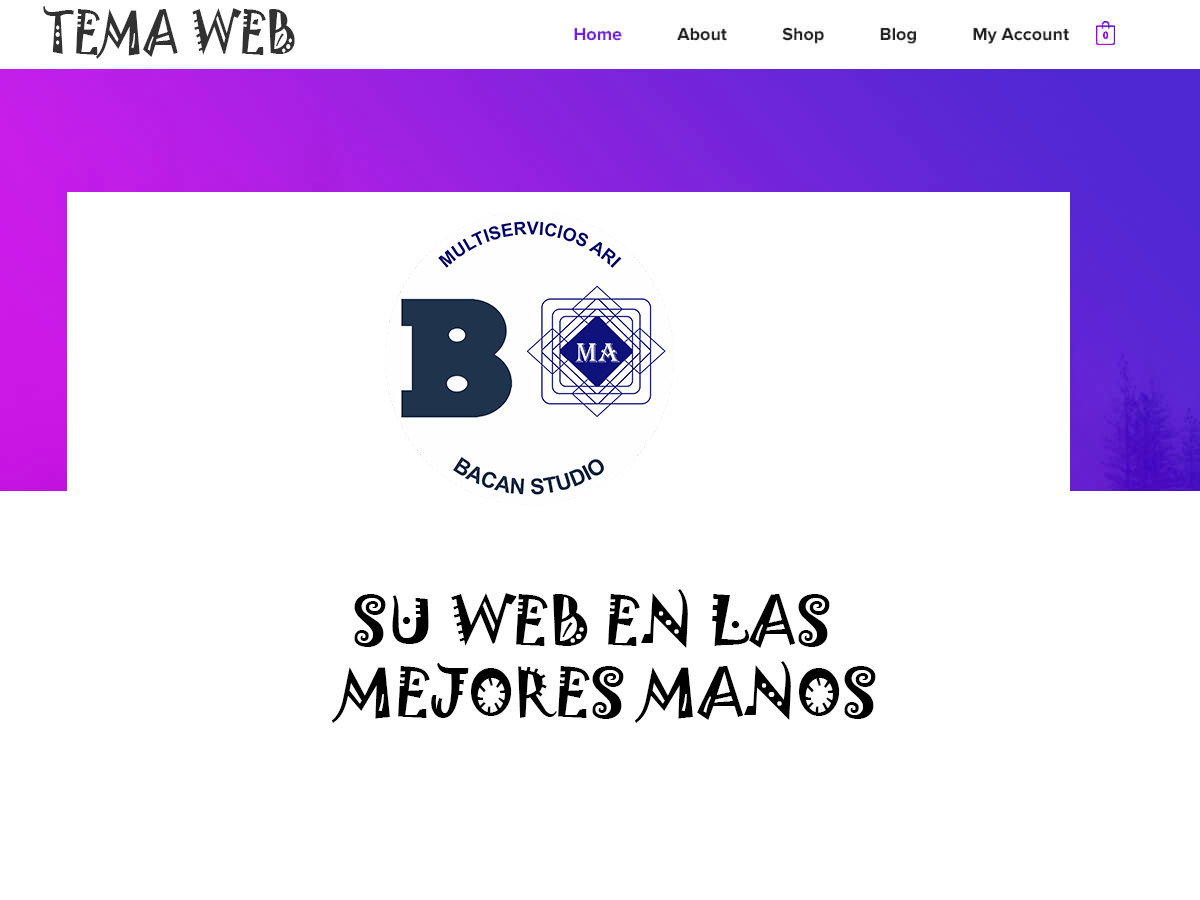 TEMA WEB
Home About Shop Blog My Account 0
MULTISERVICIOS ARI
B MA
BACAN STUDIO
SU WEB EN LAS
MEJORES MANOS